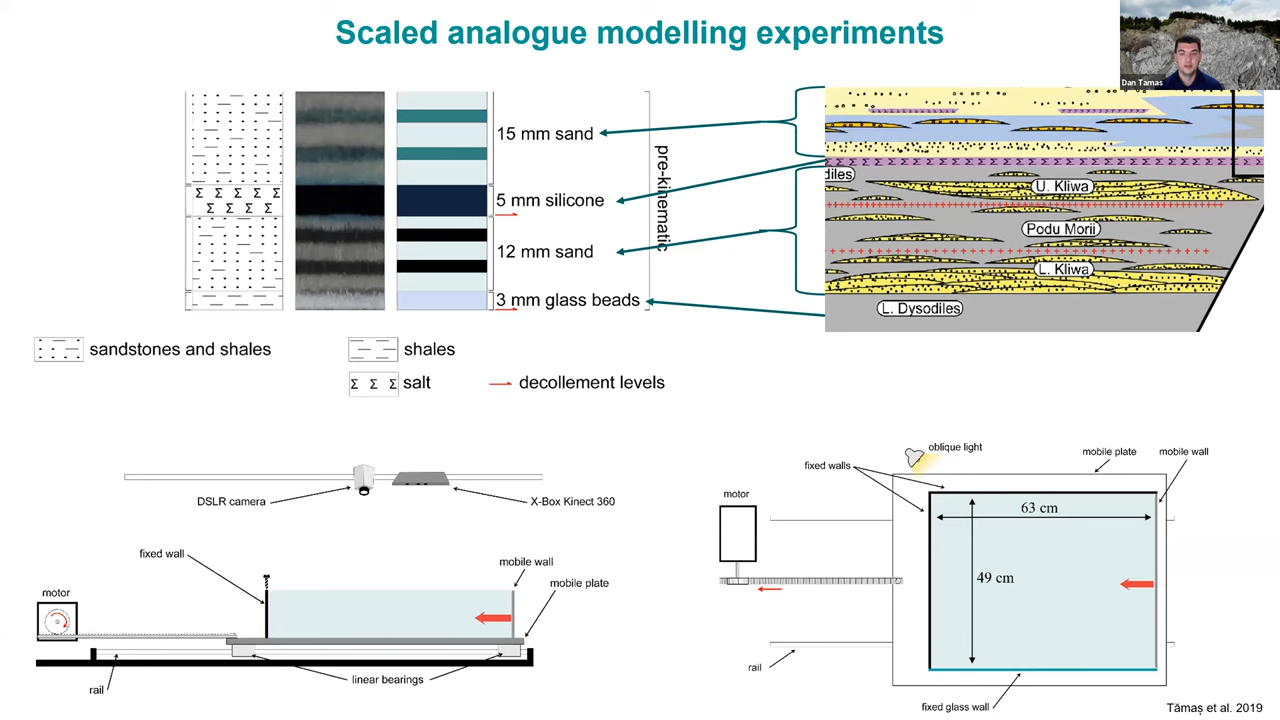 Scaled analogue modelling experiments
Dan Tamas
15 mm sand
5 mm silicone
12 mm sand
3 mm glass beads
pre-kinematic
Σ Σ Σ Σ Σ
Σ Σ Σ Σ
diles
U. Kliwa
Podu Morii
L. Kliwa
L. Dysodiles
sandstones and shales
shales
Σ Σ Σ
salt
decollement levels
DSLR camera
X-Box Kinect 360
fixed wall
mobile wall
mobile plate
motor
rail
linear bearings
oblique light
fixed walls
mobile plate
mobile wall
motor
63 cm
49 cm
rail
fixed glass wall
Tămaș et al. 2019